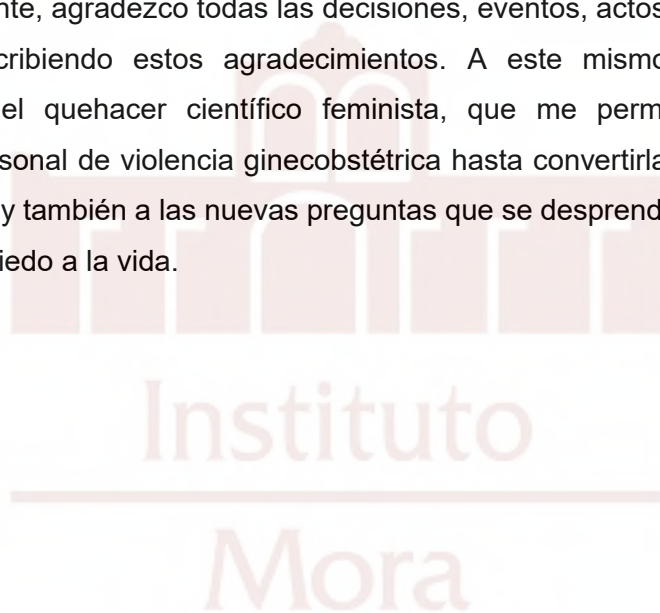 nte, agradezco todas las decisiones, eventos, actos
cribiendo estos agradecimientos. A este mismo
el quehacer científico feminista, que me perm
sonal de violencia ginecobstétrica hasta convertirla
y también a las nuevas preguntas que se desprend
iedo a la vida.
Instituto
Mora